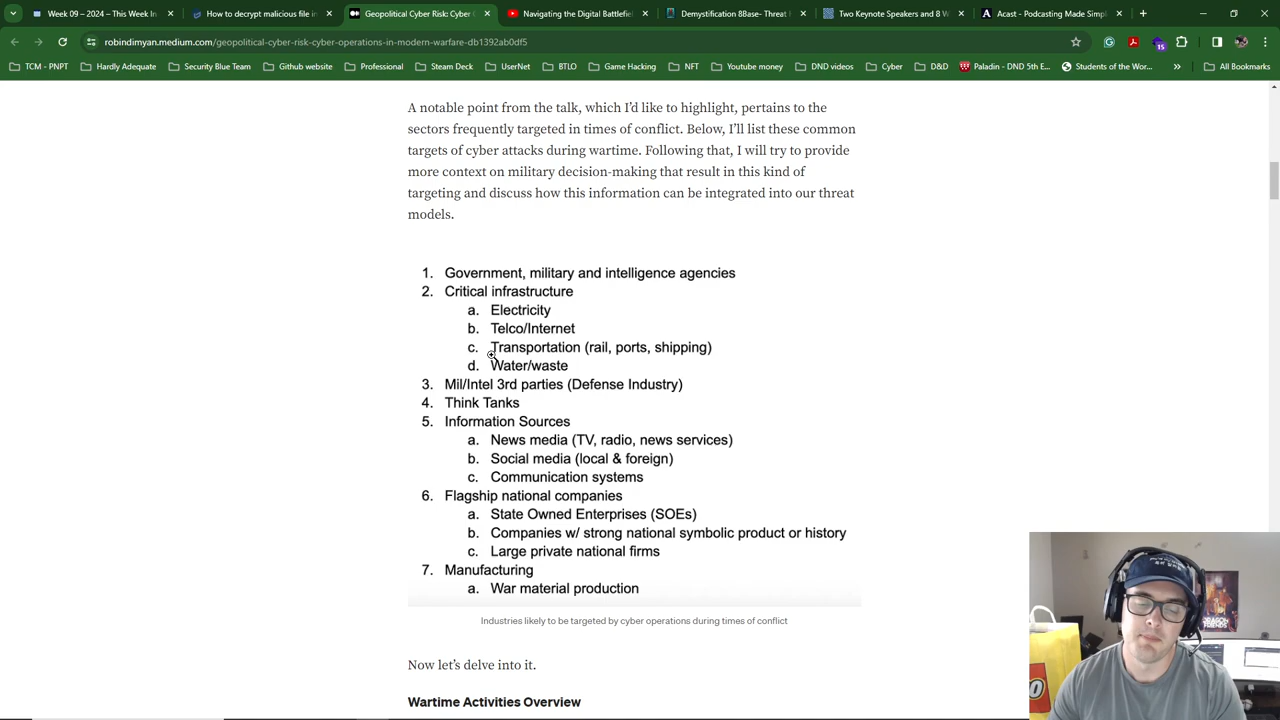 Week 09 – 2024 – This Week In
How to decrypt malicious file in
Geopolitical Cyber Risk: Cyber
Navigating the Digital Battlefiel
Demystification 8Base- Threat
Two Keynote Speakers and 8 W
Acast - Podcasting Made Simpl
robindimyan.medium.com/geopolitical-cyber-risk-cyber-operations-in-modern-warfare-db1392ab0df5
TCM - PNPT
Hardly Adequate
Security Blue Team
Github website
Professional
Steam Deck
UserNet
BTLO
Game Hacking
NFT
Youtube money
DND videos
Cyber
D&D
Paladin - DND 5th E...
Students of the Wor...
All Bookmarks
A notable point from the talk, which I'd like to highlight, pertains to the
sectors frequently targeted in times of conflict. Below, I'll list these common
targets of cyber attacks during wartime. Following that, I will try to provide
more context on military decision-making that result in this kind of
targeting and discuss how this information can be integrated into our threat
models.
1. Government, military and intelligence agencies
2. Critical infrastructure
a. Electricity
b. Telco/Internet
c. Transportation (rail, ports, shipping)
d. Water/waste
3. Mil/Intel 3rd parties (Defense Industry)
4. Think Tanks
5. Information Sources
a. News media (TV, radio, news services)
b. Social media (local & foreign)
c. Communication systems
6. Flagship national companies
a. State Owned Enterprises (SOEs)
b. Companies w/ strong national symbolic product or history
c. Large private national firms
7. Manufacturing
a. War material production
Industries likely to be targeted by cyber operations during times of conflict
Now let's delve into it.
Wartime Activities Overview